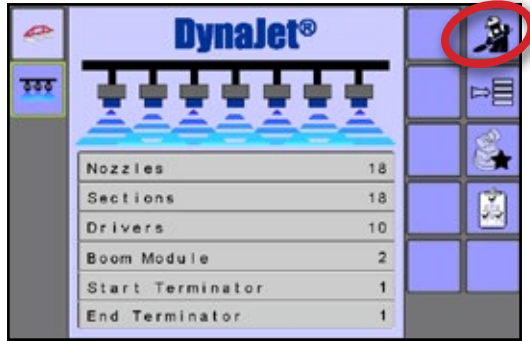 DynaJet®
Nozzles 18
Sections 18
Drivers 10
Boom Module 2
Start Terminator 1
End Terminator 1